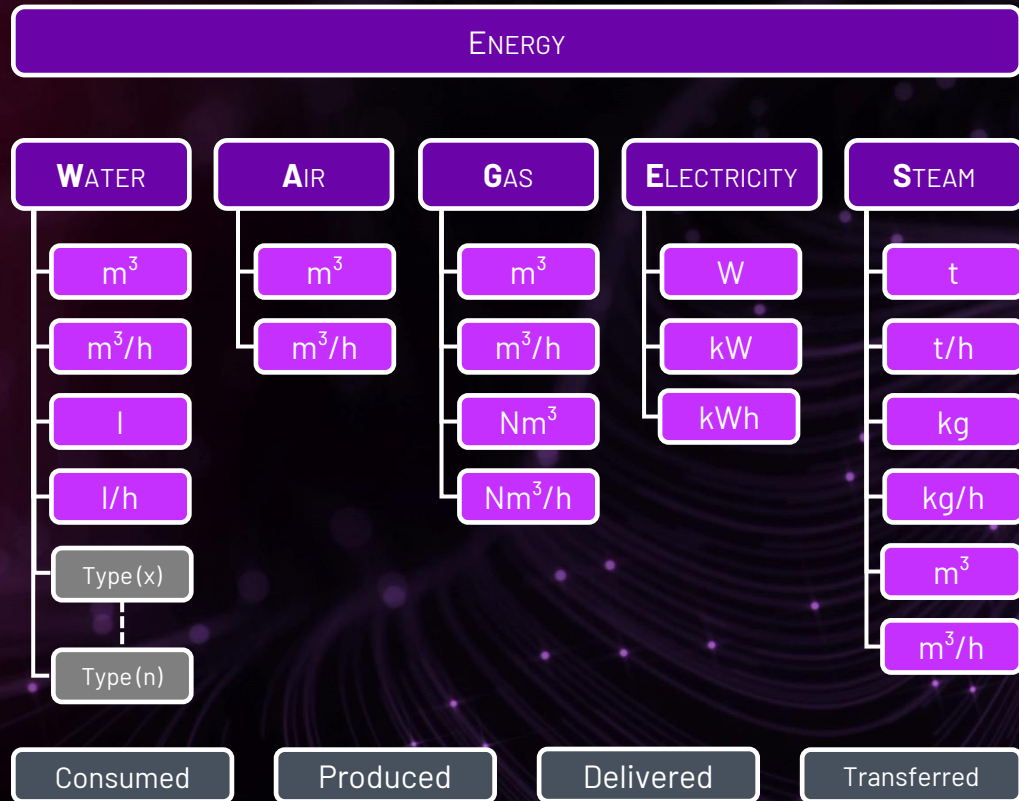 ENERGY
WATER
AIR
GAS
ELECTRICITY
STEAM
m³
m³
m³
W
t
m³/h
m³/h
m³/h
kW
t/h
l
Nm³
kWh
kg
l/h
Nm³/h
kg/h
Type (x)
m³
Type (n)
m³/h
Consumed
Produced
Delivered
Transferred